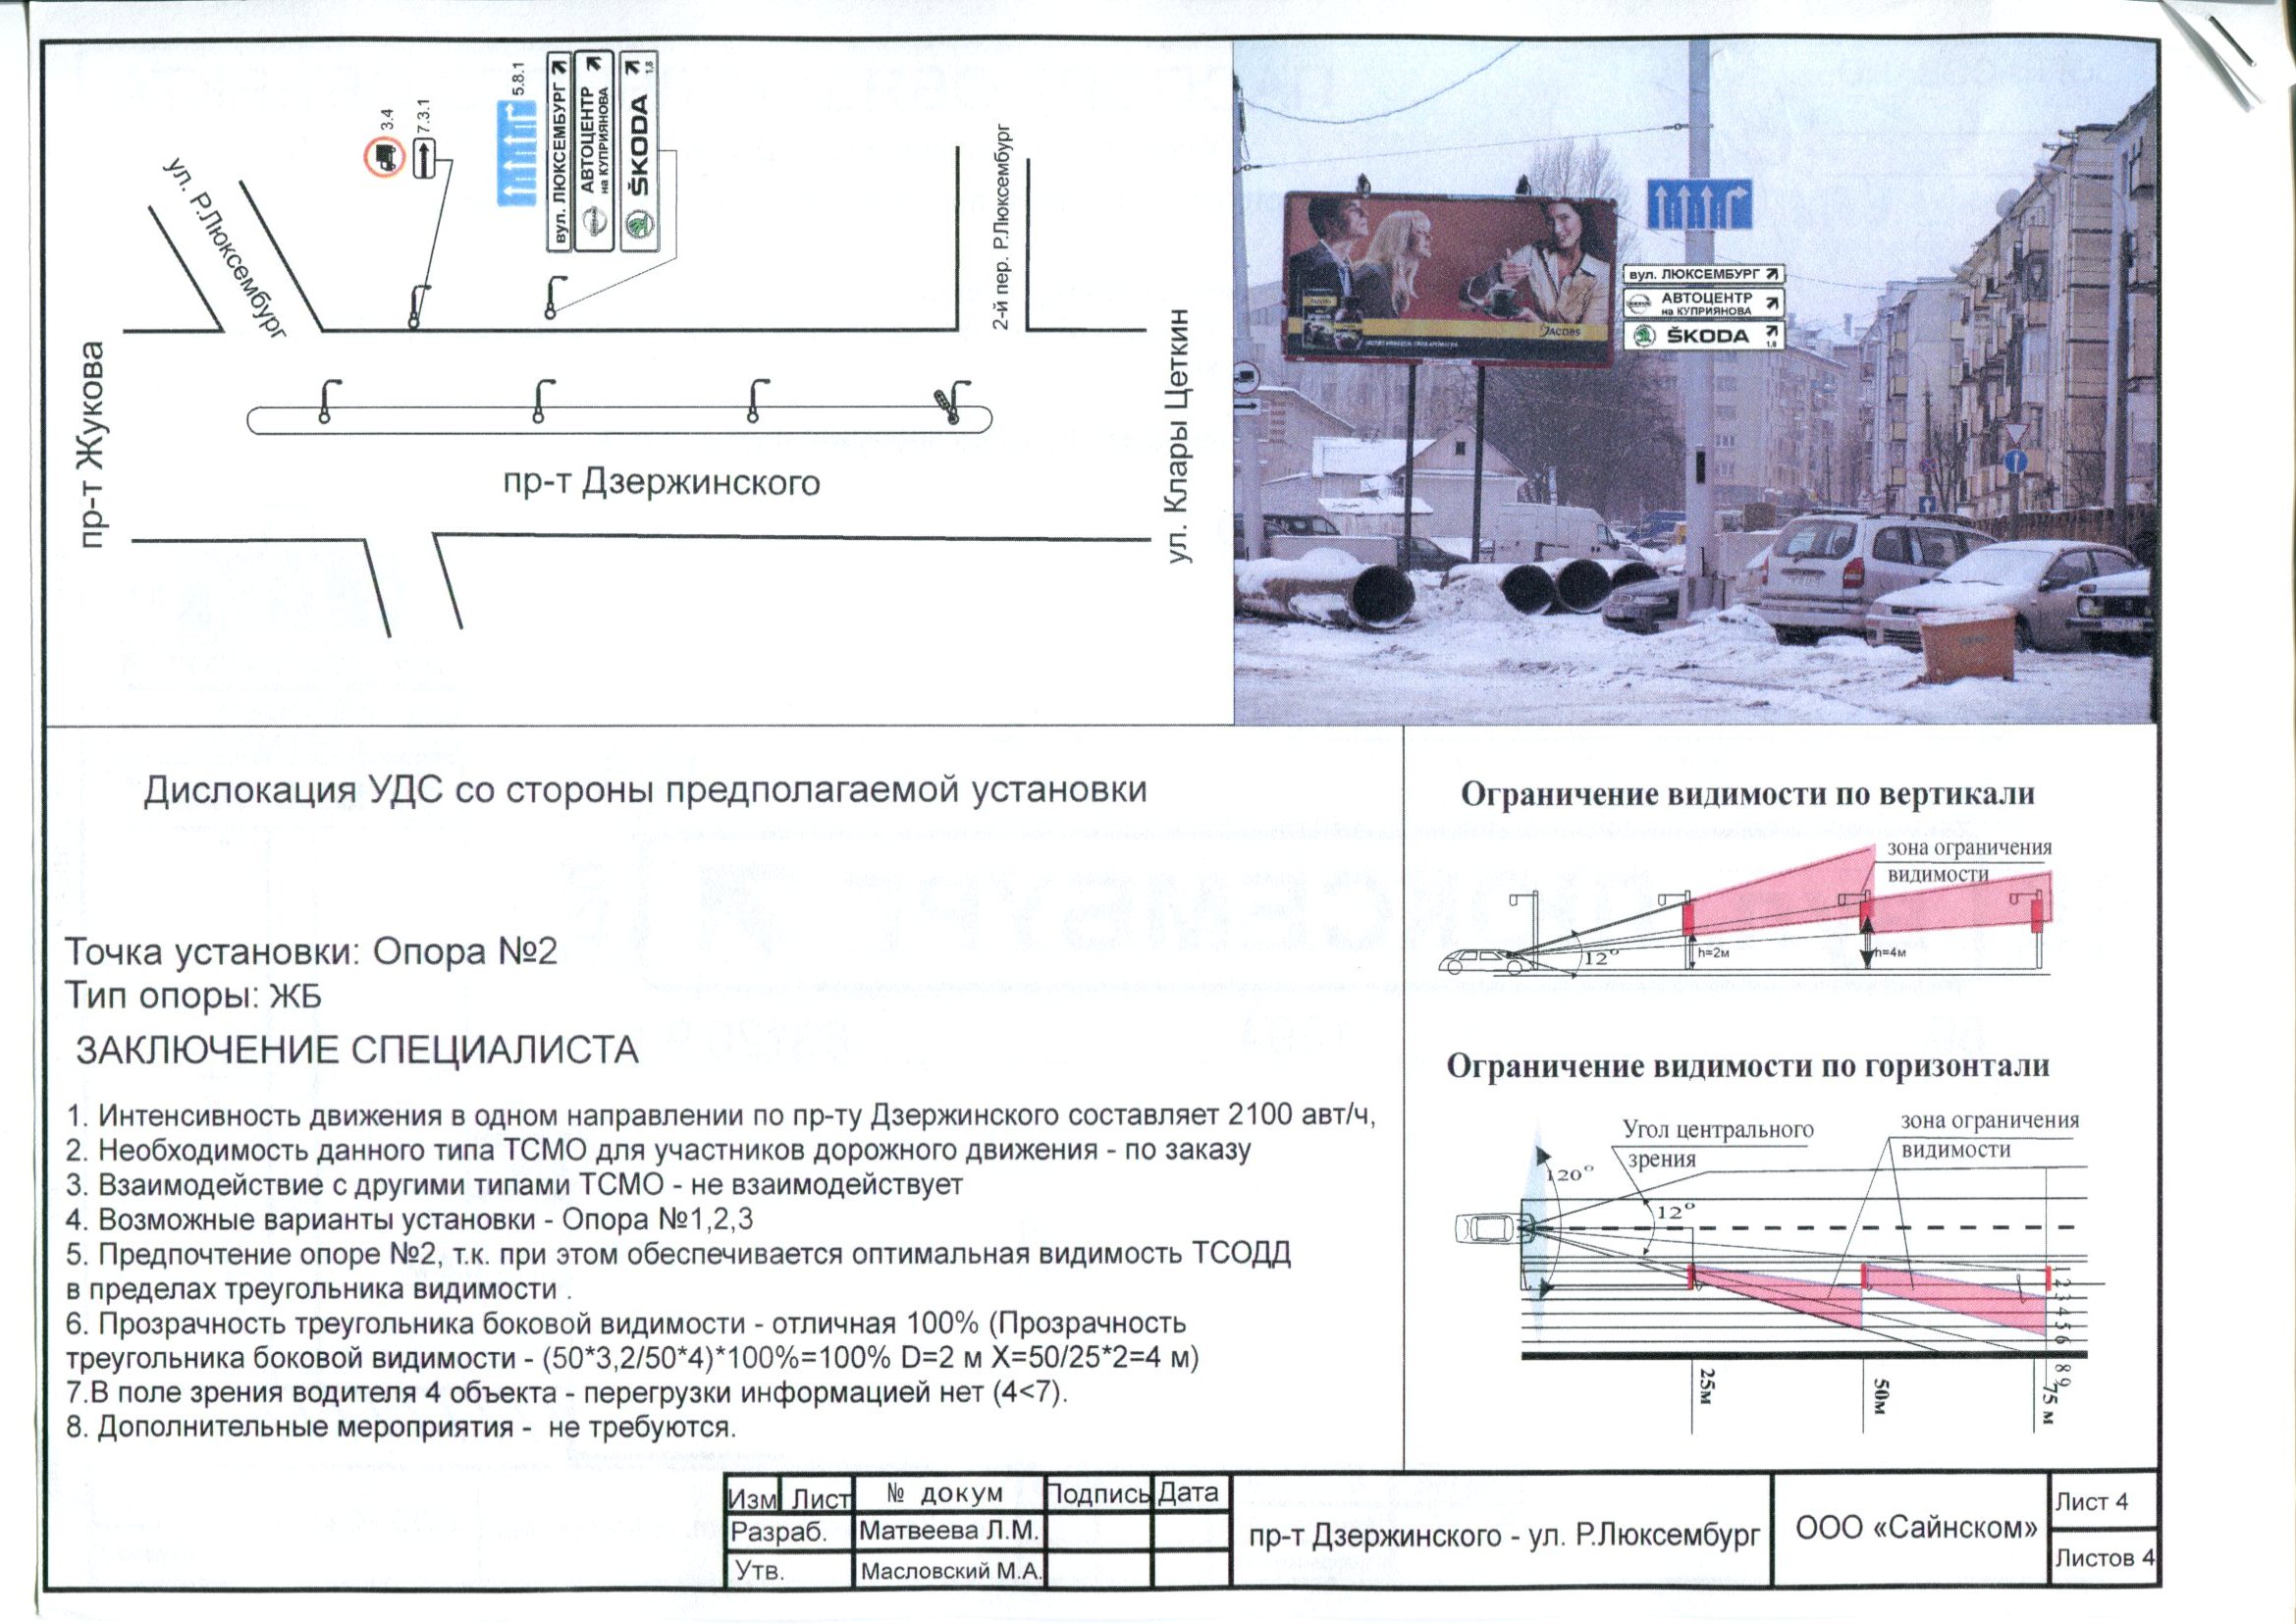 ул. Р.Люксембург
3.4
7.3.1
5.8.1
вул. ЛЮКСЕМБУРГ
АВТОЦЕНТР
на КУПРИЯНОВА
ŠKODA
1,8
2-й пер. Р.Люксембург
пр-т Жукова
пр-т Дзержинского
ул. Клары Цеткин
JACOBS
вул. ЛЮКСЕМБУРГ
АВТОЦЕНТР
на КУПРИЯНОВА
ŠKODA
1,8
Дислокация УДС со стороны предполагаемой установки
Точка установки: Опора №2
Тип опоры: ЖБ
ЗАКЛЮЧЕНИЕ СПЕЦИАЛИСТА
1. Интенсивность движения в одном направлении по пр-ту Дзержинского составляет 2100 авт/ч,
2. Необходимость данного типа ТСМО для участников дорожного движения - по заказу
3. Взаимодействие с другими типами ТСМО - не взаимодействует
4. Возможные варианты установки - Опора №1,2,3
5. Предпочтение опоре №2, т.к. при этом обеспечивается оптимальная видимость ТСОДД
в пределах треугольника видимости .
6. Прозрачность треугольника боковой видимости - отличная 100% (Прозрачность
треугольника боковой видимости - (50*3,2/50*4)*100%=100% D=2 м X=50/25*2=4 м)
7.В поле зрения водителя 4 объекта - перегрузки информацией нет (4<7).
8. Дополнительные мероприятия - не требуются.
Ограничение видимости по вертикали
зона ограничения
видимости
12°
h=2м
h=4м
Ограничение видимости по горизонтали
Угол центрального
зрения
зона ограничения
видимости
120°
12°
1 2 3 4 5 6 8 9
25м
50м
75 м
Изм Лист № докум Подпись Дата
Разраб. Матвеева Л.М.
Утв. Масловский М.А.
пр-т Дзержинского - ул. Р.Люксембург
ООО «Сайнском»
Лист 4
Листов 4